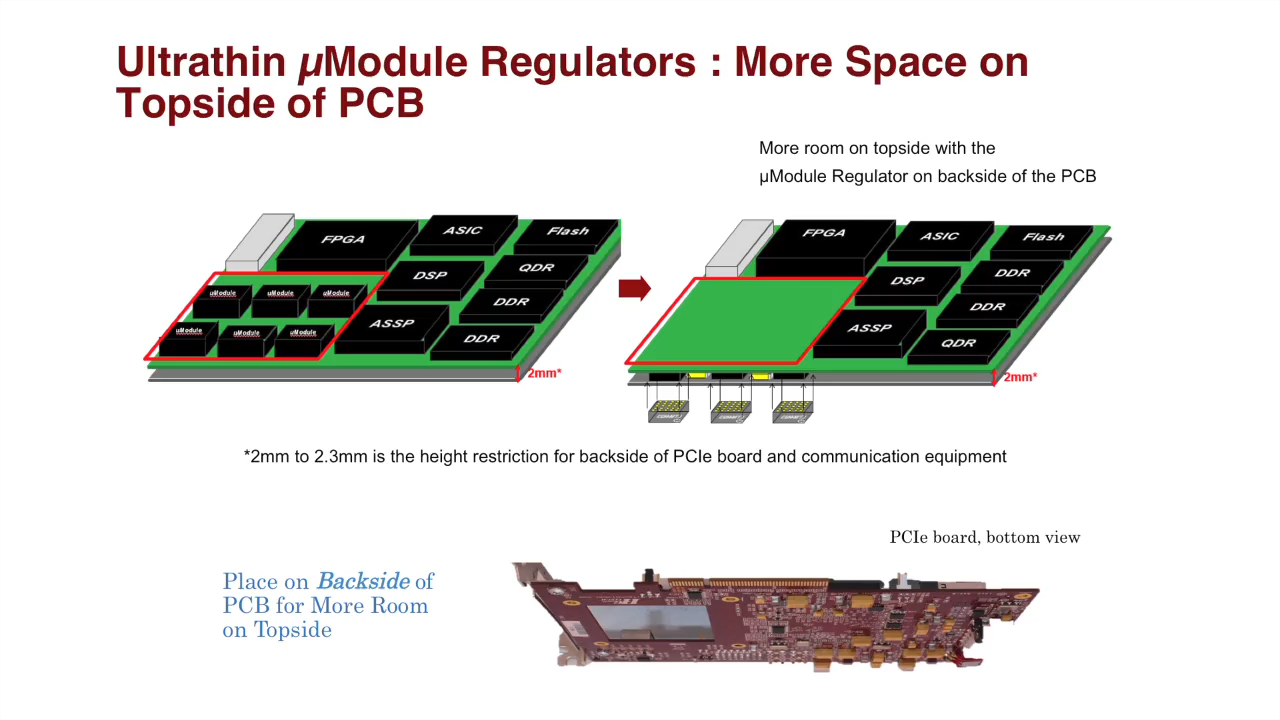 Ultrathin µModule Regulators : More Space on
Topside of PCB
More room on topside with the
µModule Regulator on backside of the PCB
FPGA
ASIC
Flash
DSP
QDR
µModule
µModule
µModule
DDR
µModule
µModule
µModule
ASSP
DDR
2mm*
FPGA
ASIC
Flash
DSP
DDR
DDR
ASSP
QDR
2mm*
*2mm to 2.3mm is the height restriction for backside of PCIe board and communication equipment
PCIe board, bottom view
Place on Backside of
PCB for More Room
on Topside